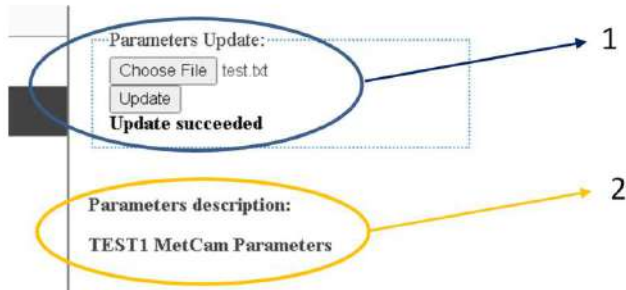 Parameters Update:
Choose File test.txt
Update
Update succeeded
1
Parameters description:
TEST1 MetCam Parameters
2